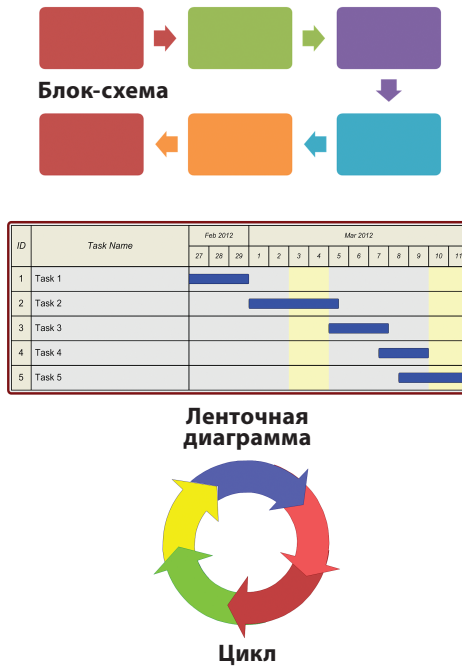 Блок-схема
ID Task Name Feb 2012 Mar 2012
27 28 29 1 2 3 4 5 6 7 8 9 10 11
1 Task 1
2 Task 2
3 Task 3
4 Task 4
5 Task 5
Ленточная
диаграмма
Цикл